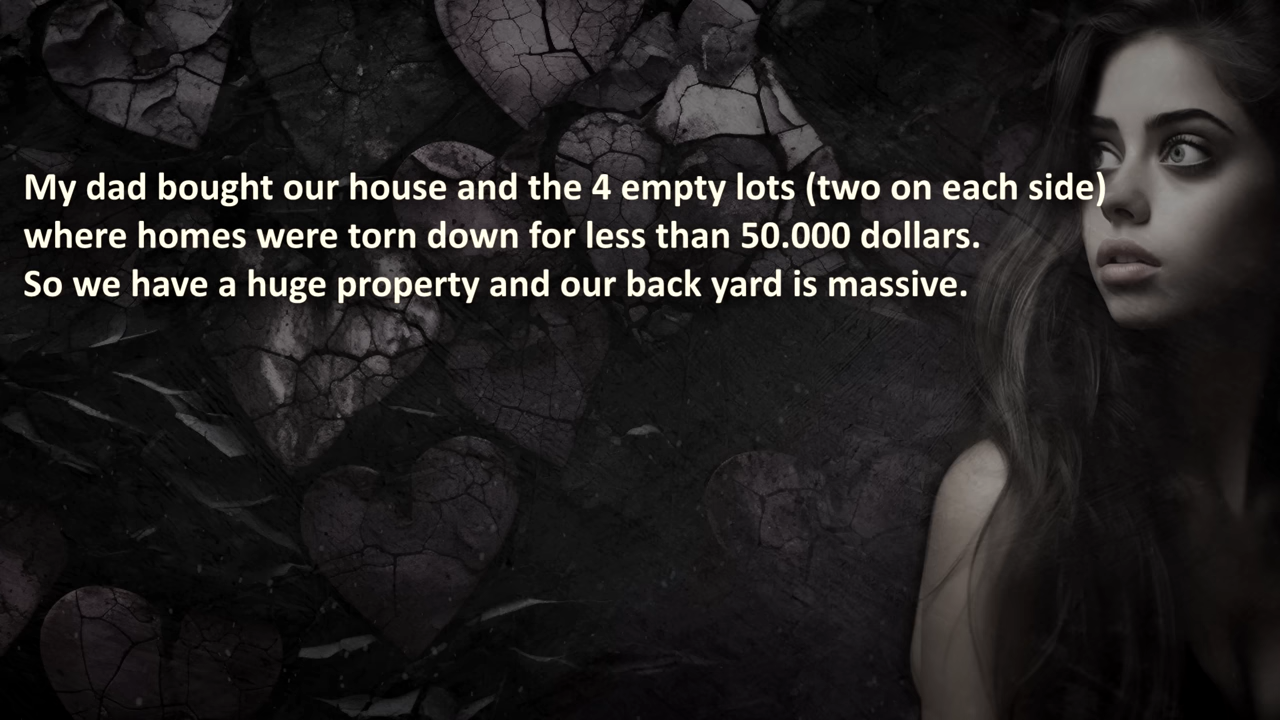 My dad bought our house and the 4 empty lots (two on each side)
where homes were torn down for less than 50.000 dollars.
So we have a huge property and our back yard is massive.